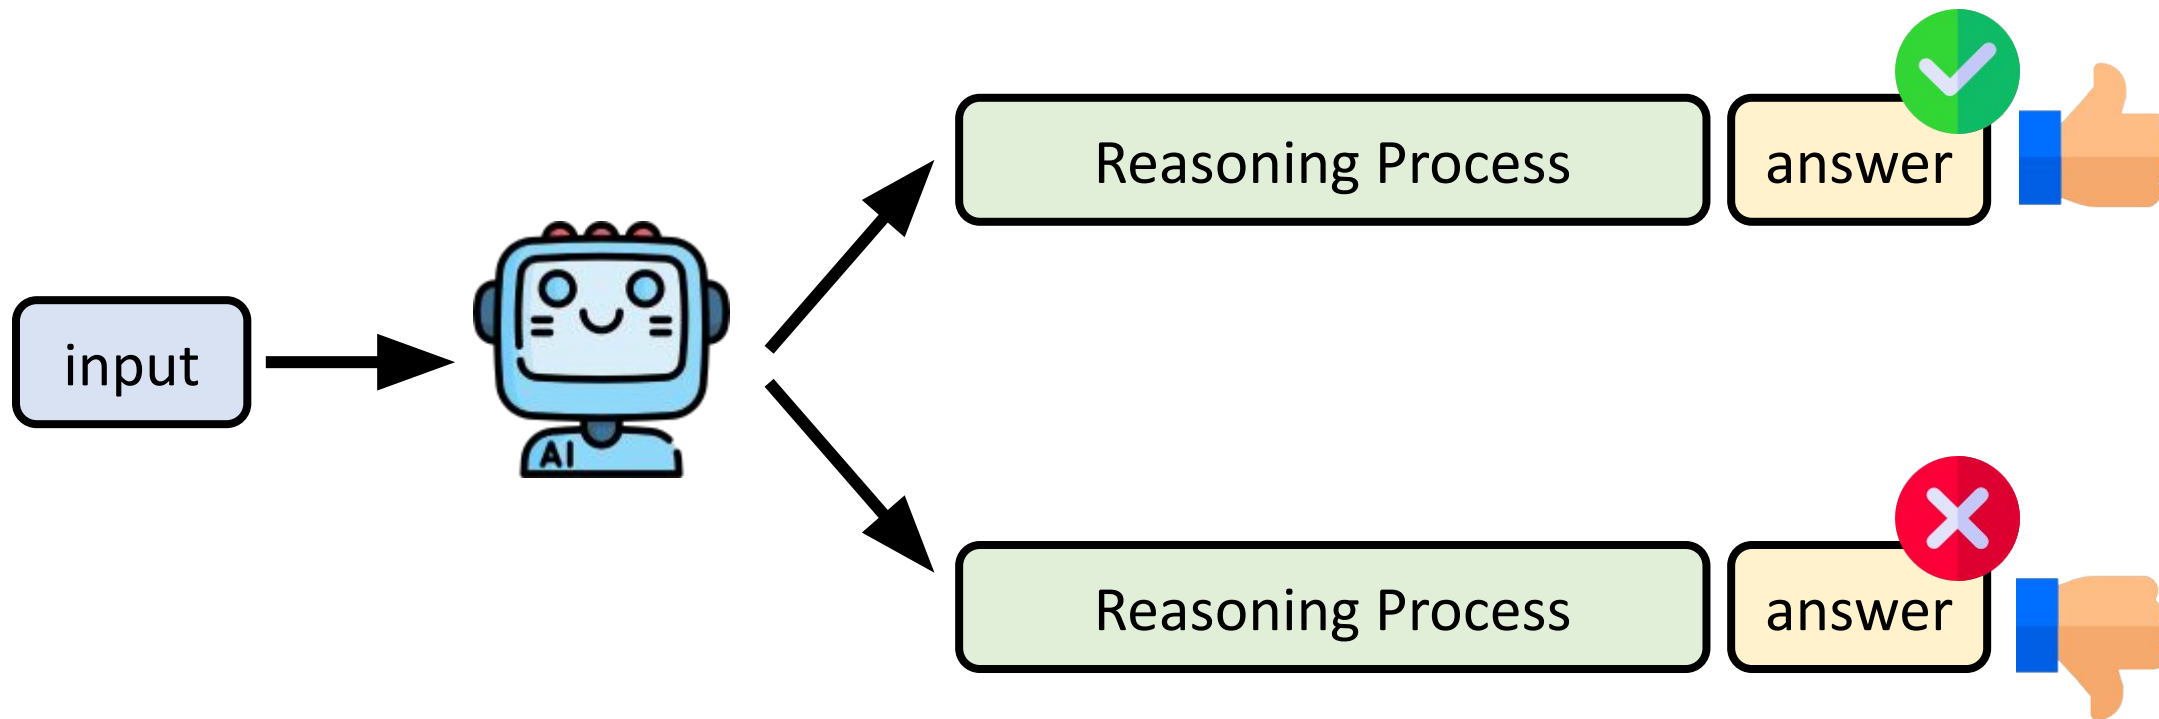 Reasoning Process
answer
input
AI
Reasoning Process
answer